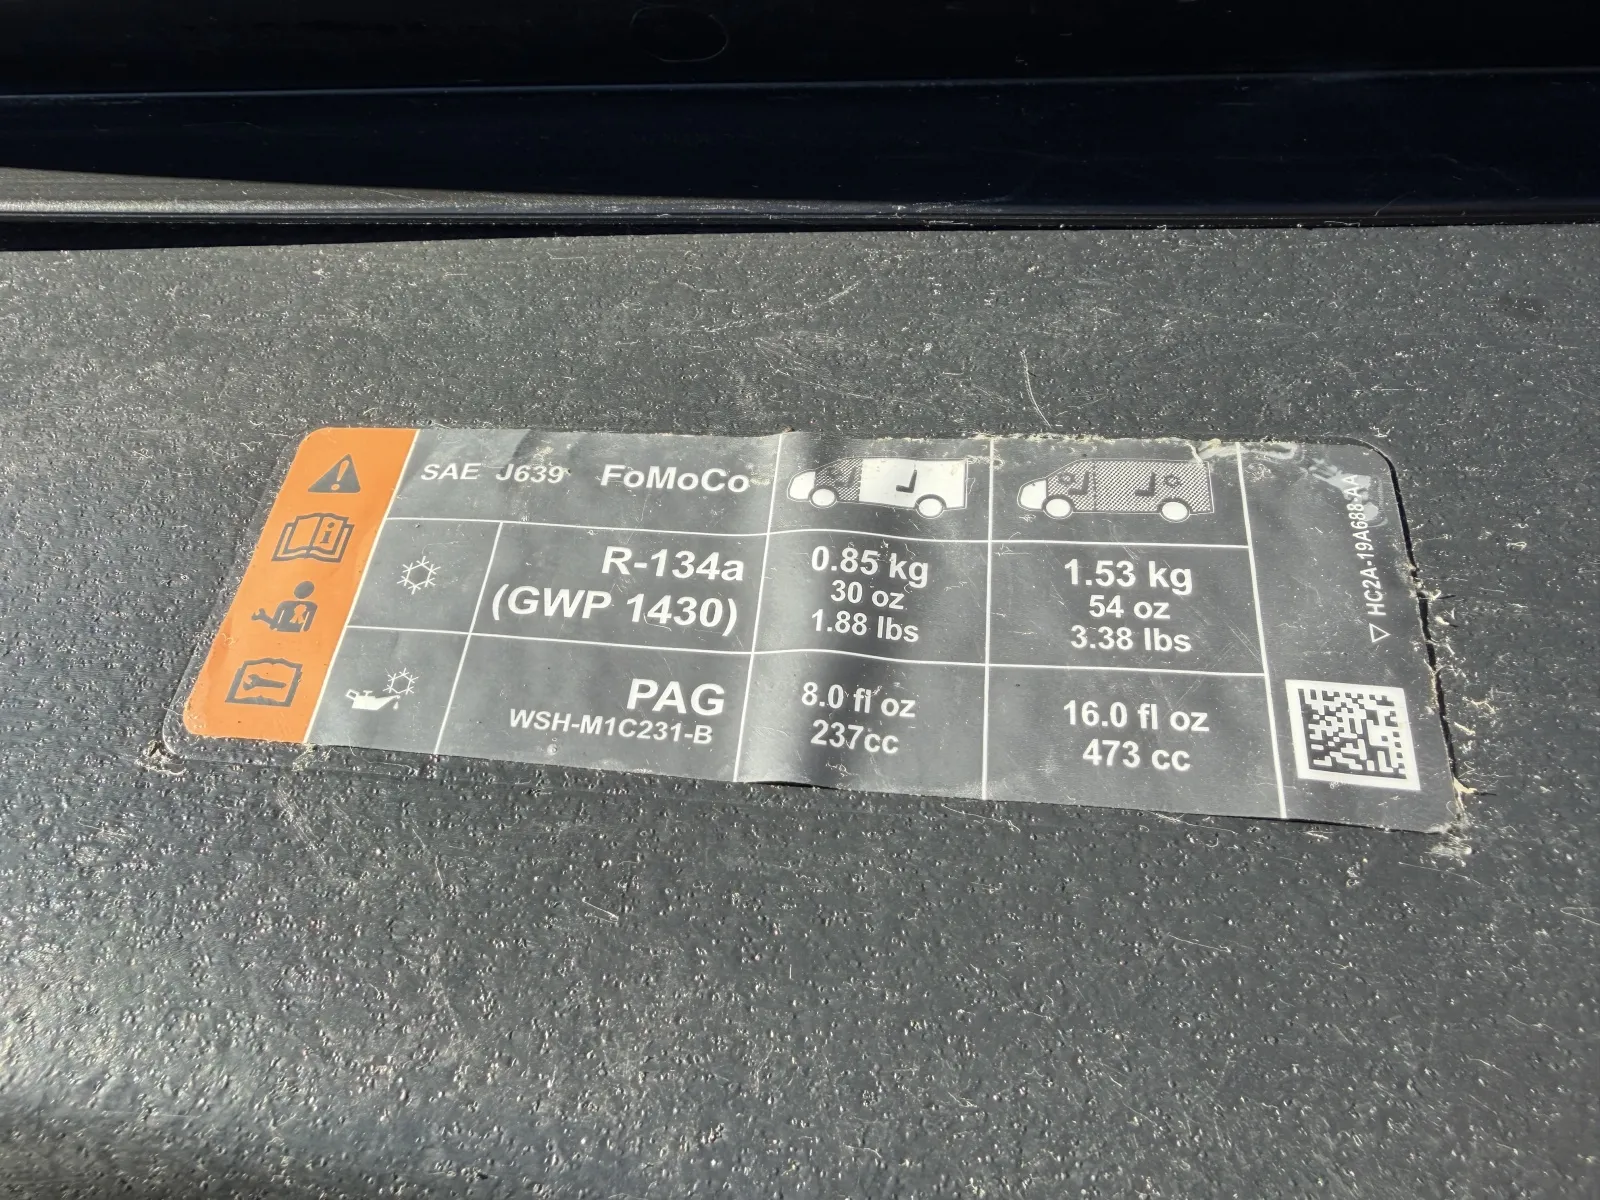 SAE J639 FoMoCo
R-134a
(GWP 1430)
0.85 kg
30 oz
1.88 lbs
1.53 kg
54 oz
3.38 lbs
PAG
WSH-M1C231-B
8.0 fl oz
237cc
16.0 fl oz
473 cc
HC2A-19A688-AA